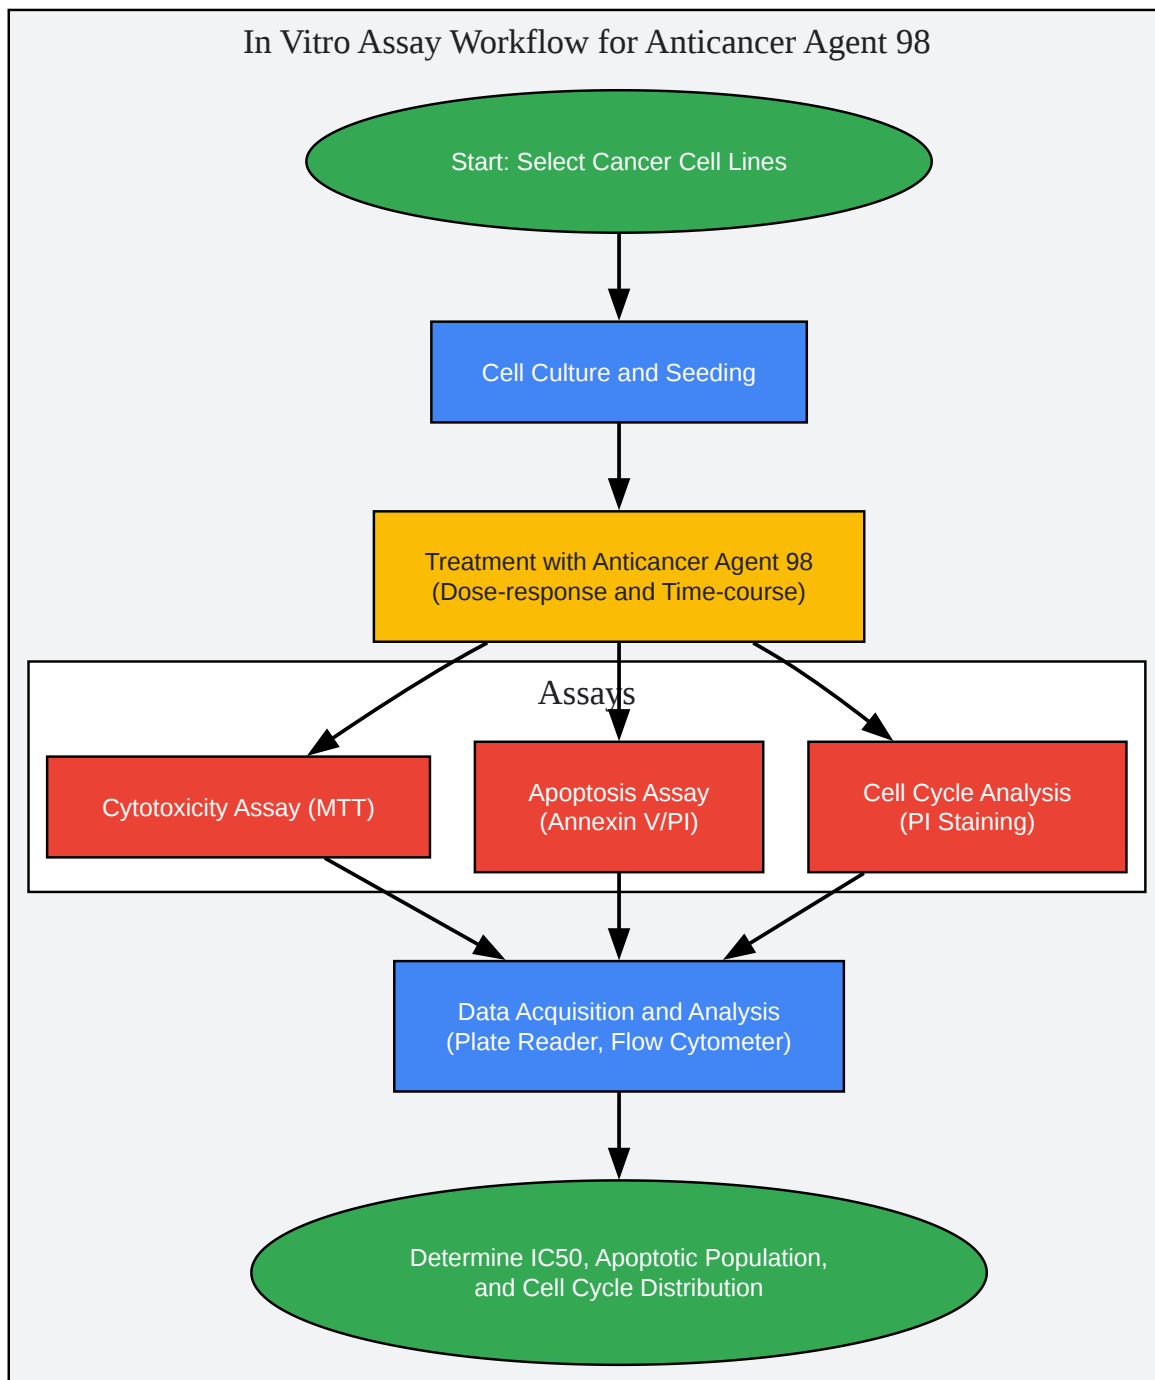 In Vitro Assay Workflow for Anticancer Agent 98
Start: Select Cancer Cell Lines
Cell Culture and Seeding
Treatment with Anticancer Agent 98
(Dose-response and Time-course)
Assays
Cytotoxicity Assay (MTT)
Apoptosis Assay
(Annexin V/PI)
Cell Cycle Analysis
(PI Staining)
Data Acquisition and Analysis
(Plate Reader, Flow Cytometer)
Determine IC50, Apoptotic Population,
and Cell Cycle Distribution